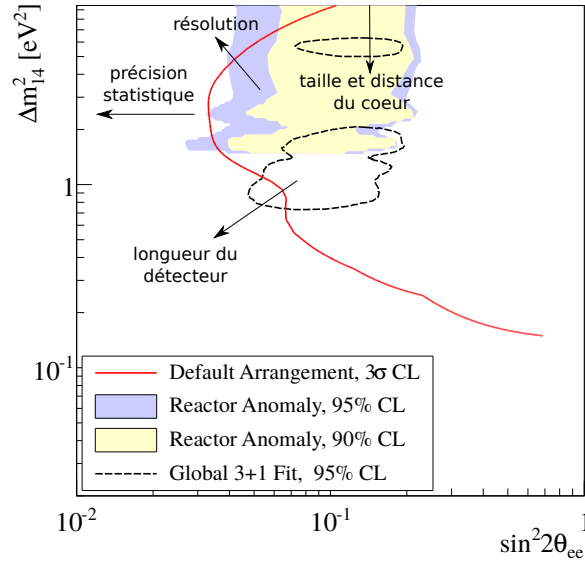 Δm²₁₄ [eV²]
résolution
précision
statistique
taille et distance
du coeur
1
longueur du
détecteur
10⁻¹
Default Arrangement, 3σ CL
Reactor Anomaly, 95% CL
Reactor Anomaly, 90% CL
Global 3+1 Fit,  95% CL
10⁻² 10⁻¹ 1
sin²2θₑₑ